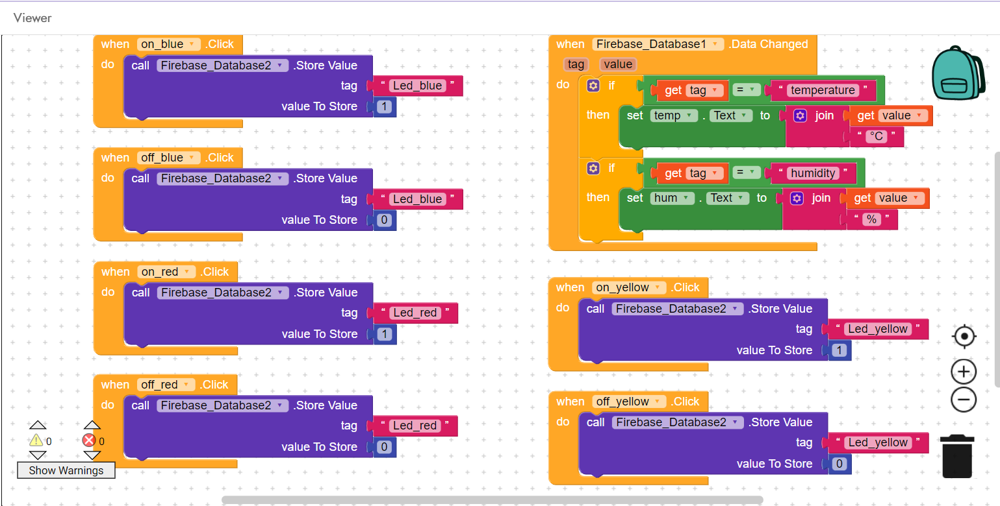 Viewer
when on_blue .Click
do call Firebase_Database2 .Store Value
tag " Led_blue "
value To Store 1
when off_blue .Click
do call Firebase_Database2 .Store Value
tag " Led_blue "
value To Store 0
when on_red .Click
do call Firebase_Database2 .Store Value
tag " Led_red "
value To Store 1
when off_red .Click
do call Firebase_Database2 .Store Value
tag " Led_red "
value To Store 0
0 0
Show Warnings
when Firebase_Database1 .Data Changed
tag value
do if get tag = " temperature "
then set temp . Text to join get value
" °C "
if get tag = " humidity "
then set hum . Text to join get value
" % "
when on_yellow .Click
do call Firebase_Database2 .Store Value
tag " Led_yellow "
value To Store 1
when off_yellow .Click
do call Firebase_Database2 .Store Value
tag " Led_yellow "
value To Store 0